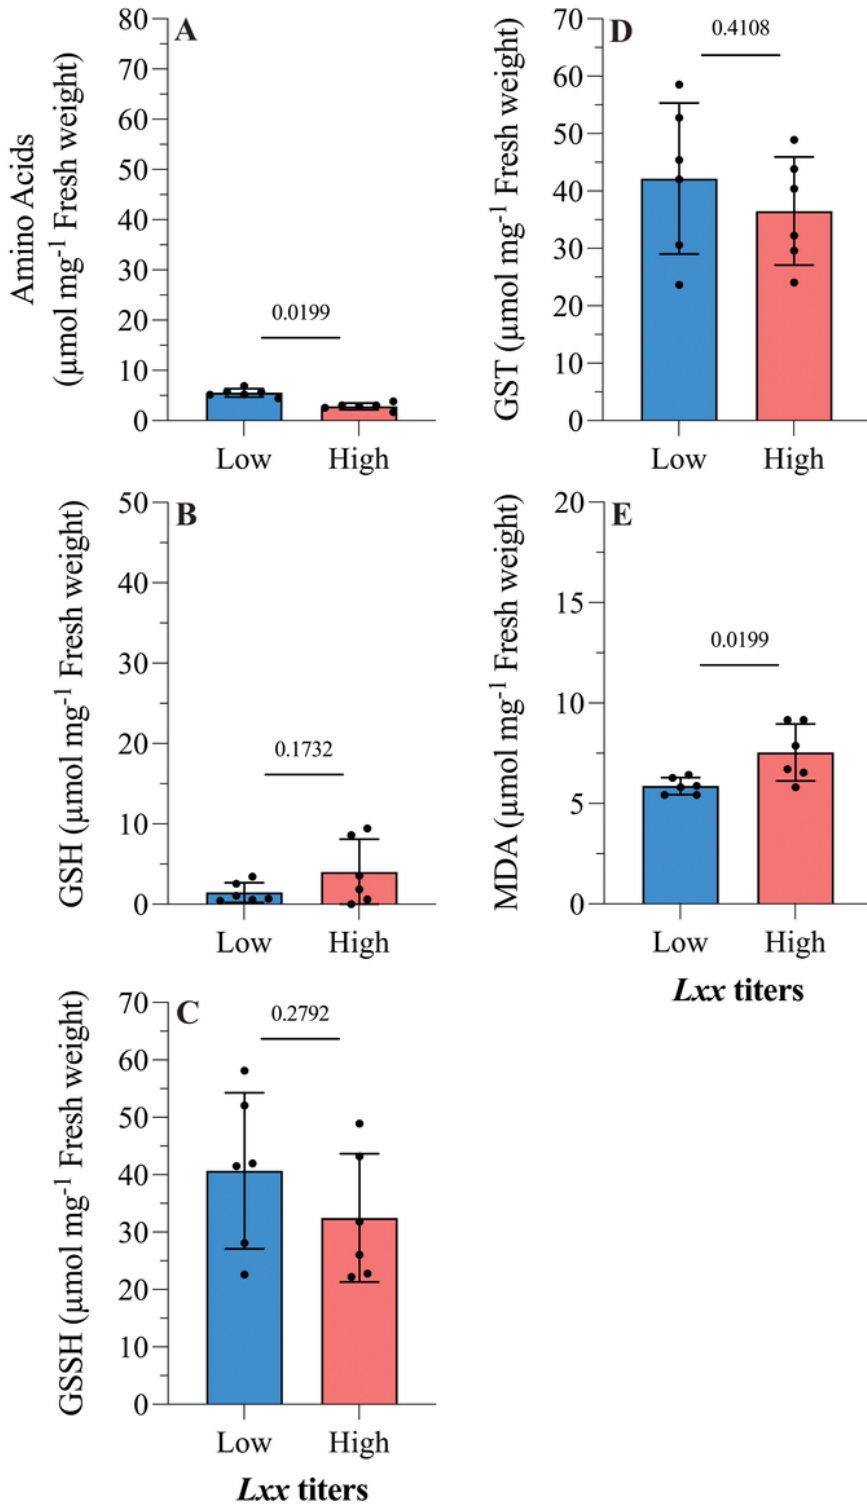 A
Amino Acids
(µmol mg-1 Fresh weight)
80
70
60
50
40
30
20
10
0
0.0199
Low High
D
GST (µmol mg-1 Fresh weight)
70
60
50
40
30
20
10
0
0.4108
Low High
B
GSH (µmol mg-1 Fresh weight)
50
40
30
20
10
0
0.1732
Low High
E
MDA (µmol mg-1 Fresh weight)
20
15
10
5
0
0.0199
Low High
Lxx titers
C
GSSH (µmol mg-1 Fresh weight)
70
60
50
40
30
20
10
0
0.2792
Low High
Lxx titers